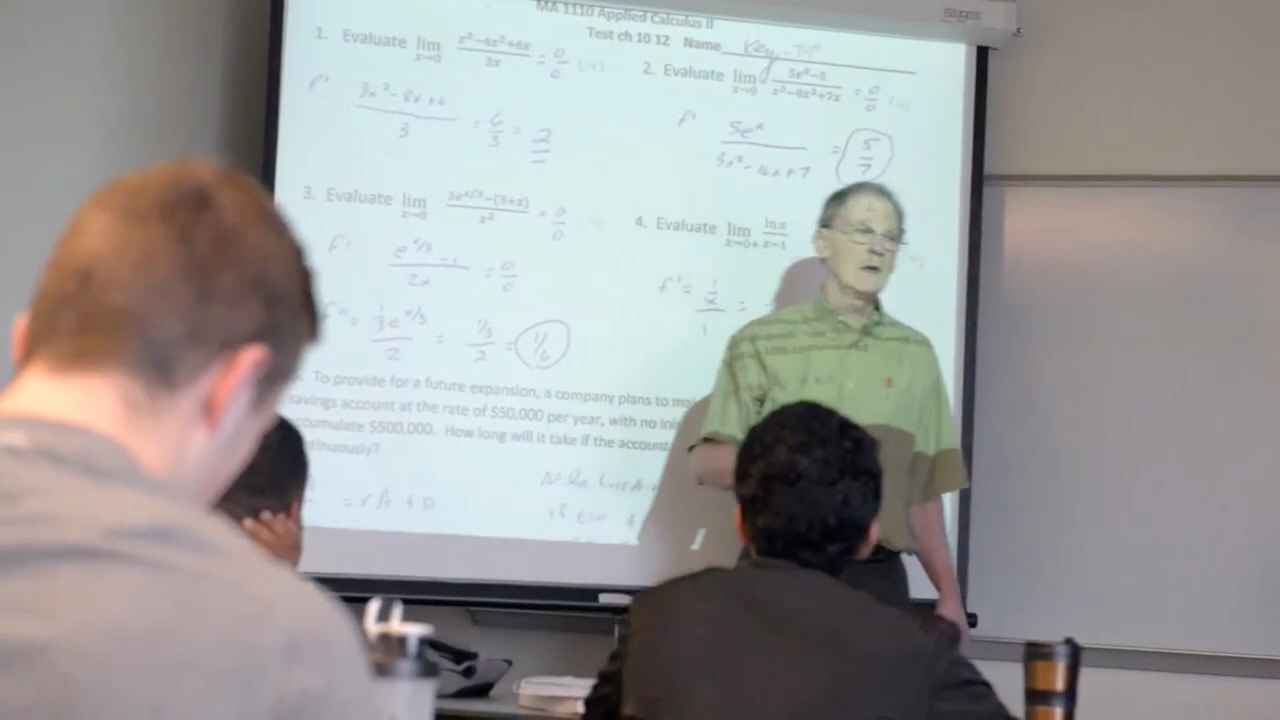 MA 1110 Applied Calculus II
Test ch 10 12 Name Key
1. Evaluate lim x→0 x³−4x²+6x / 3x = 0/0
f' 3x²−8x+6 / 3 = 6/3 = 2
2. Evaluate lim x→0 5eˣ−5 / x³−8x²+7x = 0/0
f' 5eˣ / 3x²−16x+7 = 5/7
3. Evaluate lim x→0 3e^(x/3)−(3+x) / x² = 0/0
f' e^(x/3) −1 / 2x = 0/0
f'' = 1/3 e^(x/3) / 2 = 1/3 / 2 = 1/6
4. Evaluate lim x→0+ ln x / x−1
f' = 1/x / 1 =
To provide for a future expansion, a company plans to
savings account at the rate of $50,000 per year, with no
ccumulate $500,000. How long will it take if the account
tinuously?
= rA + D